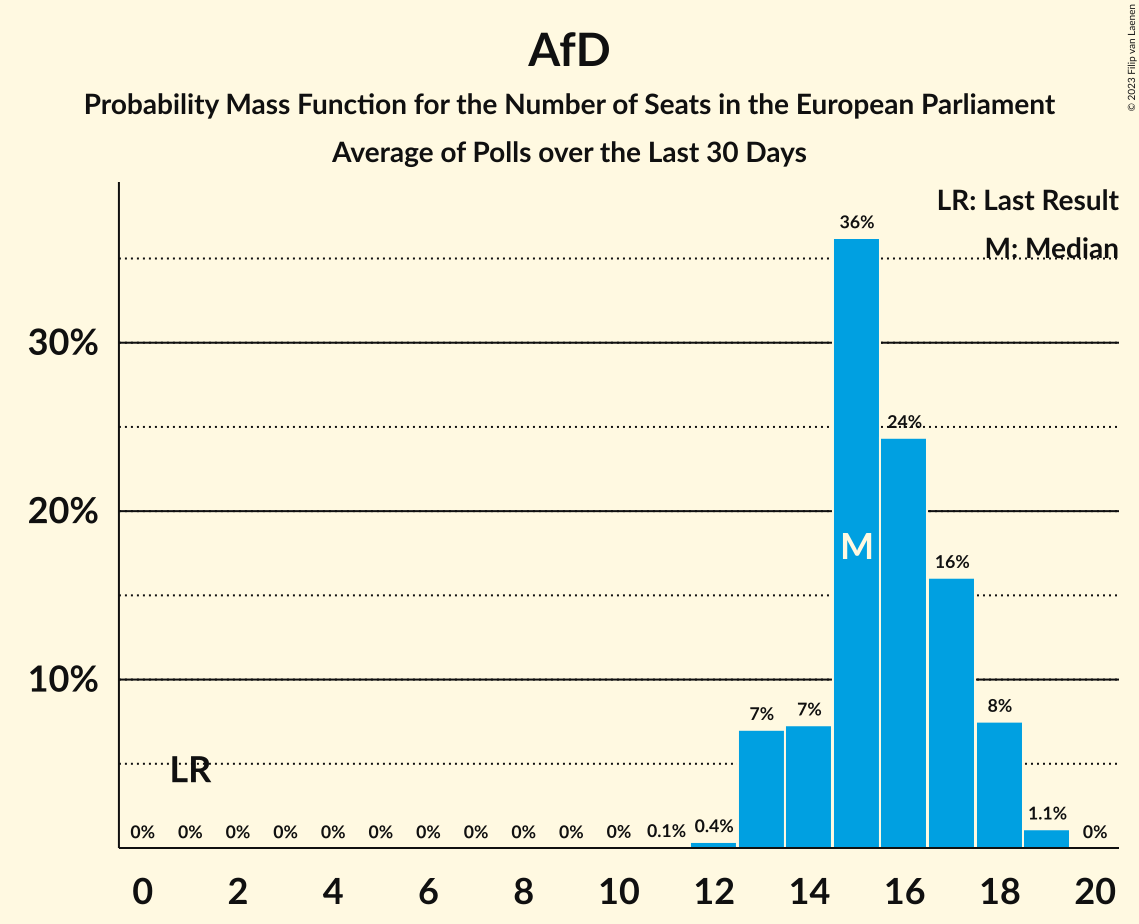 AfD
Probability Mass Function for the Number of Seats in the European Parliament
Average of Polls over the Last 30 Days
© 2023 Filip van Laenen
LR: Last Result
M: Median
36%
30%
24%
20%
M
16%
10%
7% 7% 8%
LR
0% 0% 0% 0% 0% 0% 0% 0% 0% 0% 0% 0.1% 0.4% 1.1% 0%
0 2 4 6 8 10 12 14 16 18 20